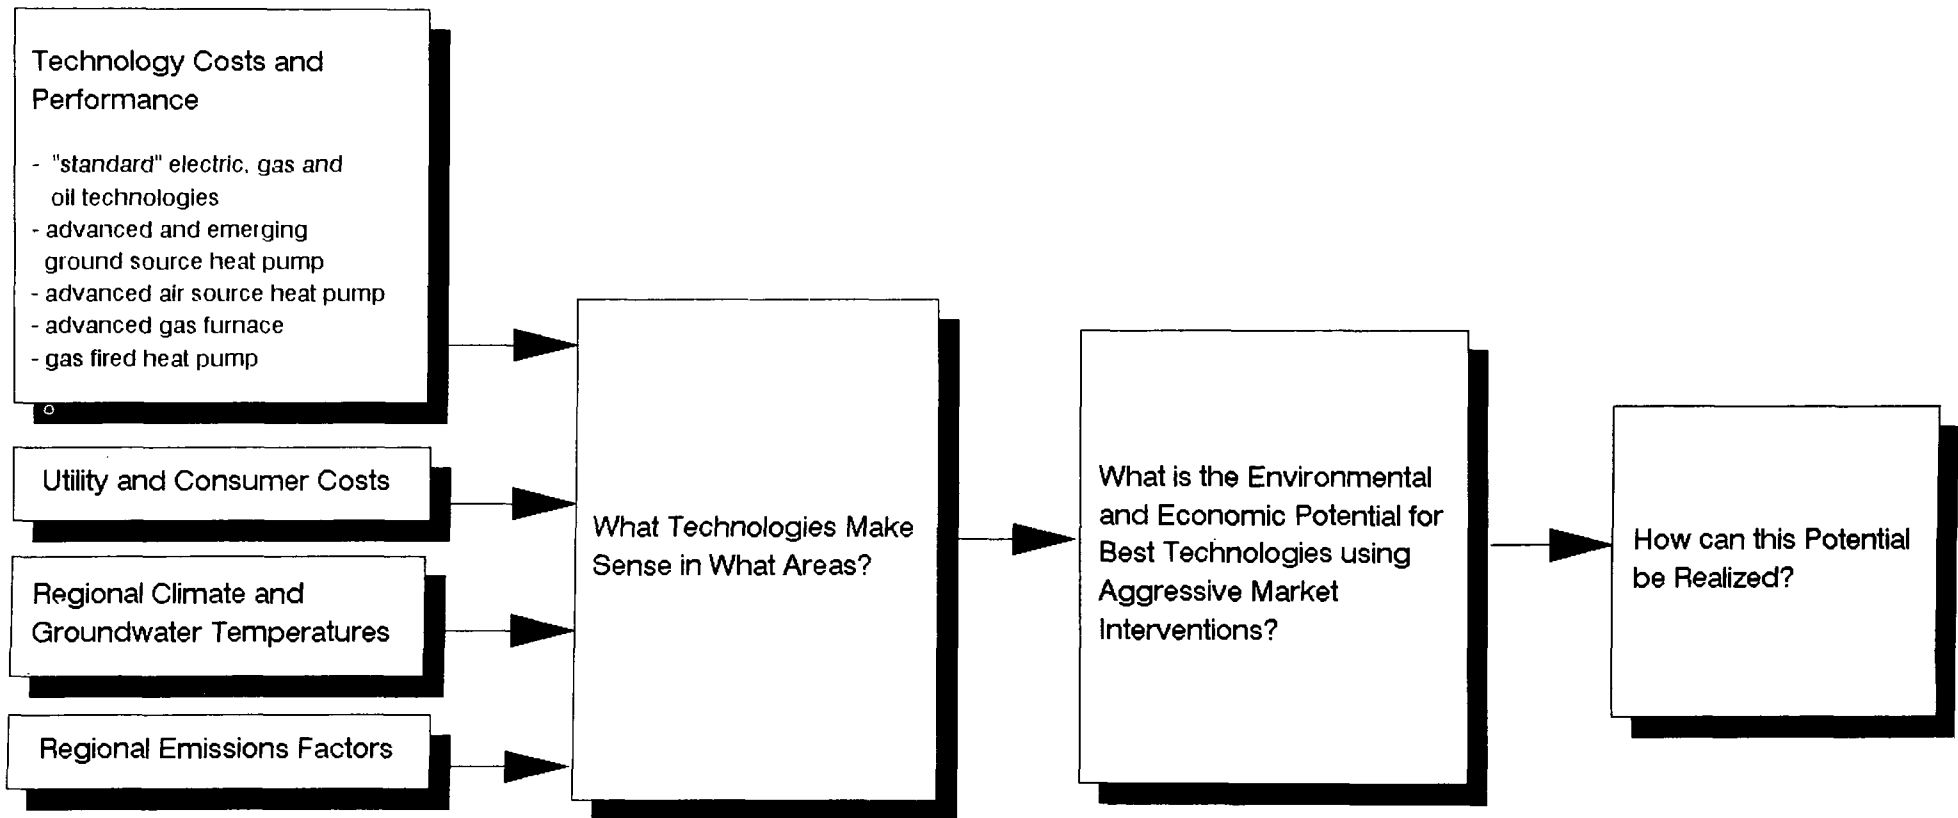 Technology Costs and
Performance
- "standard" electric, gas and
oil technologies
- advanced and emerging
ground source heat pump
- advanced air source heat pump
- advanced gas furnace
- gas fired heat pump
Utility and Consumer Costs
Regional Climate and
Groundwater Temperatures
Regional Emissions Factors
What Technologies Make
Sense in What Areas?
What is the Environmental
and Economic Potential for
Best Technologies using
Aggressive Market
Interventions?
How can this Potential
be Realized?